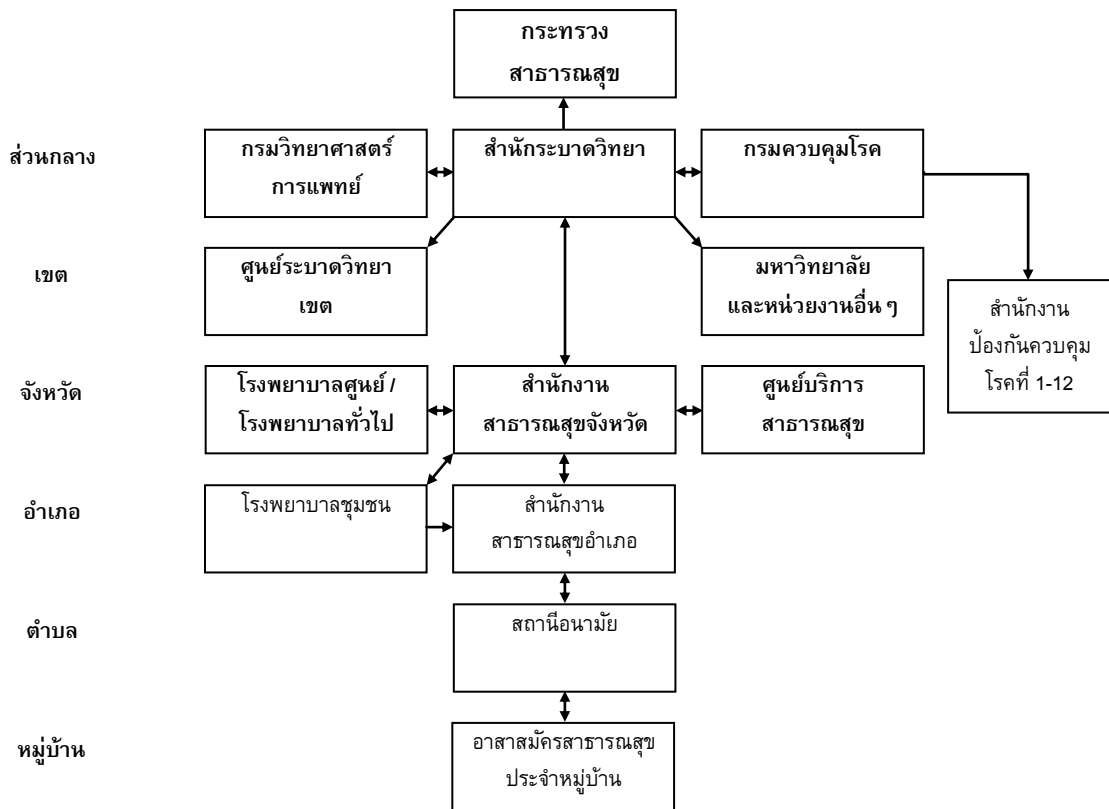 กระทรวง
สาธารณสุข
ส่วนกลาง
กรมวิทยาศาสตร์
การแพทย์
สำนักระบาดวิทยา
กรมควบคุมโรค
เขต
ศูนย์ระบาดวิทยา
เขต
มหาวิทยาลัย
และหน่วยงานอื่น ๆ
สำนักงาน
ป้องกันควบคุม
โรคที่ 1-12
จังหวัด
โรงพยาบาลศูนย์ /
โรงพยาบาลทั่วไป
สำนักงาน
สาธารณสุขจังหวัด
ศูนย์บริการ
สาธารณสุข
อำเภอ
โรงพยาบาลชุมชน
สำนักงาน
สาธารณสุขอำเภอ
ตำบล
สถานีอนามัย
หมู่บ้าน
อาสาสมัครสาธารณสุข
ประจำหมู่บ้าน